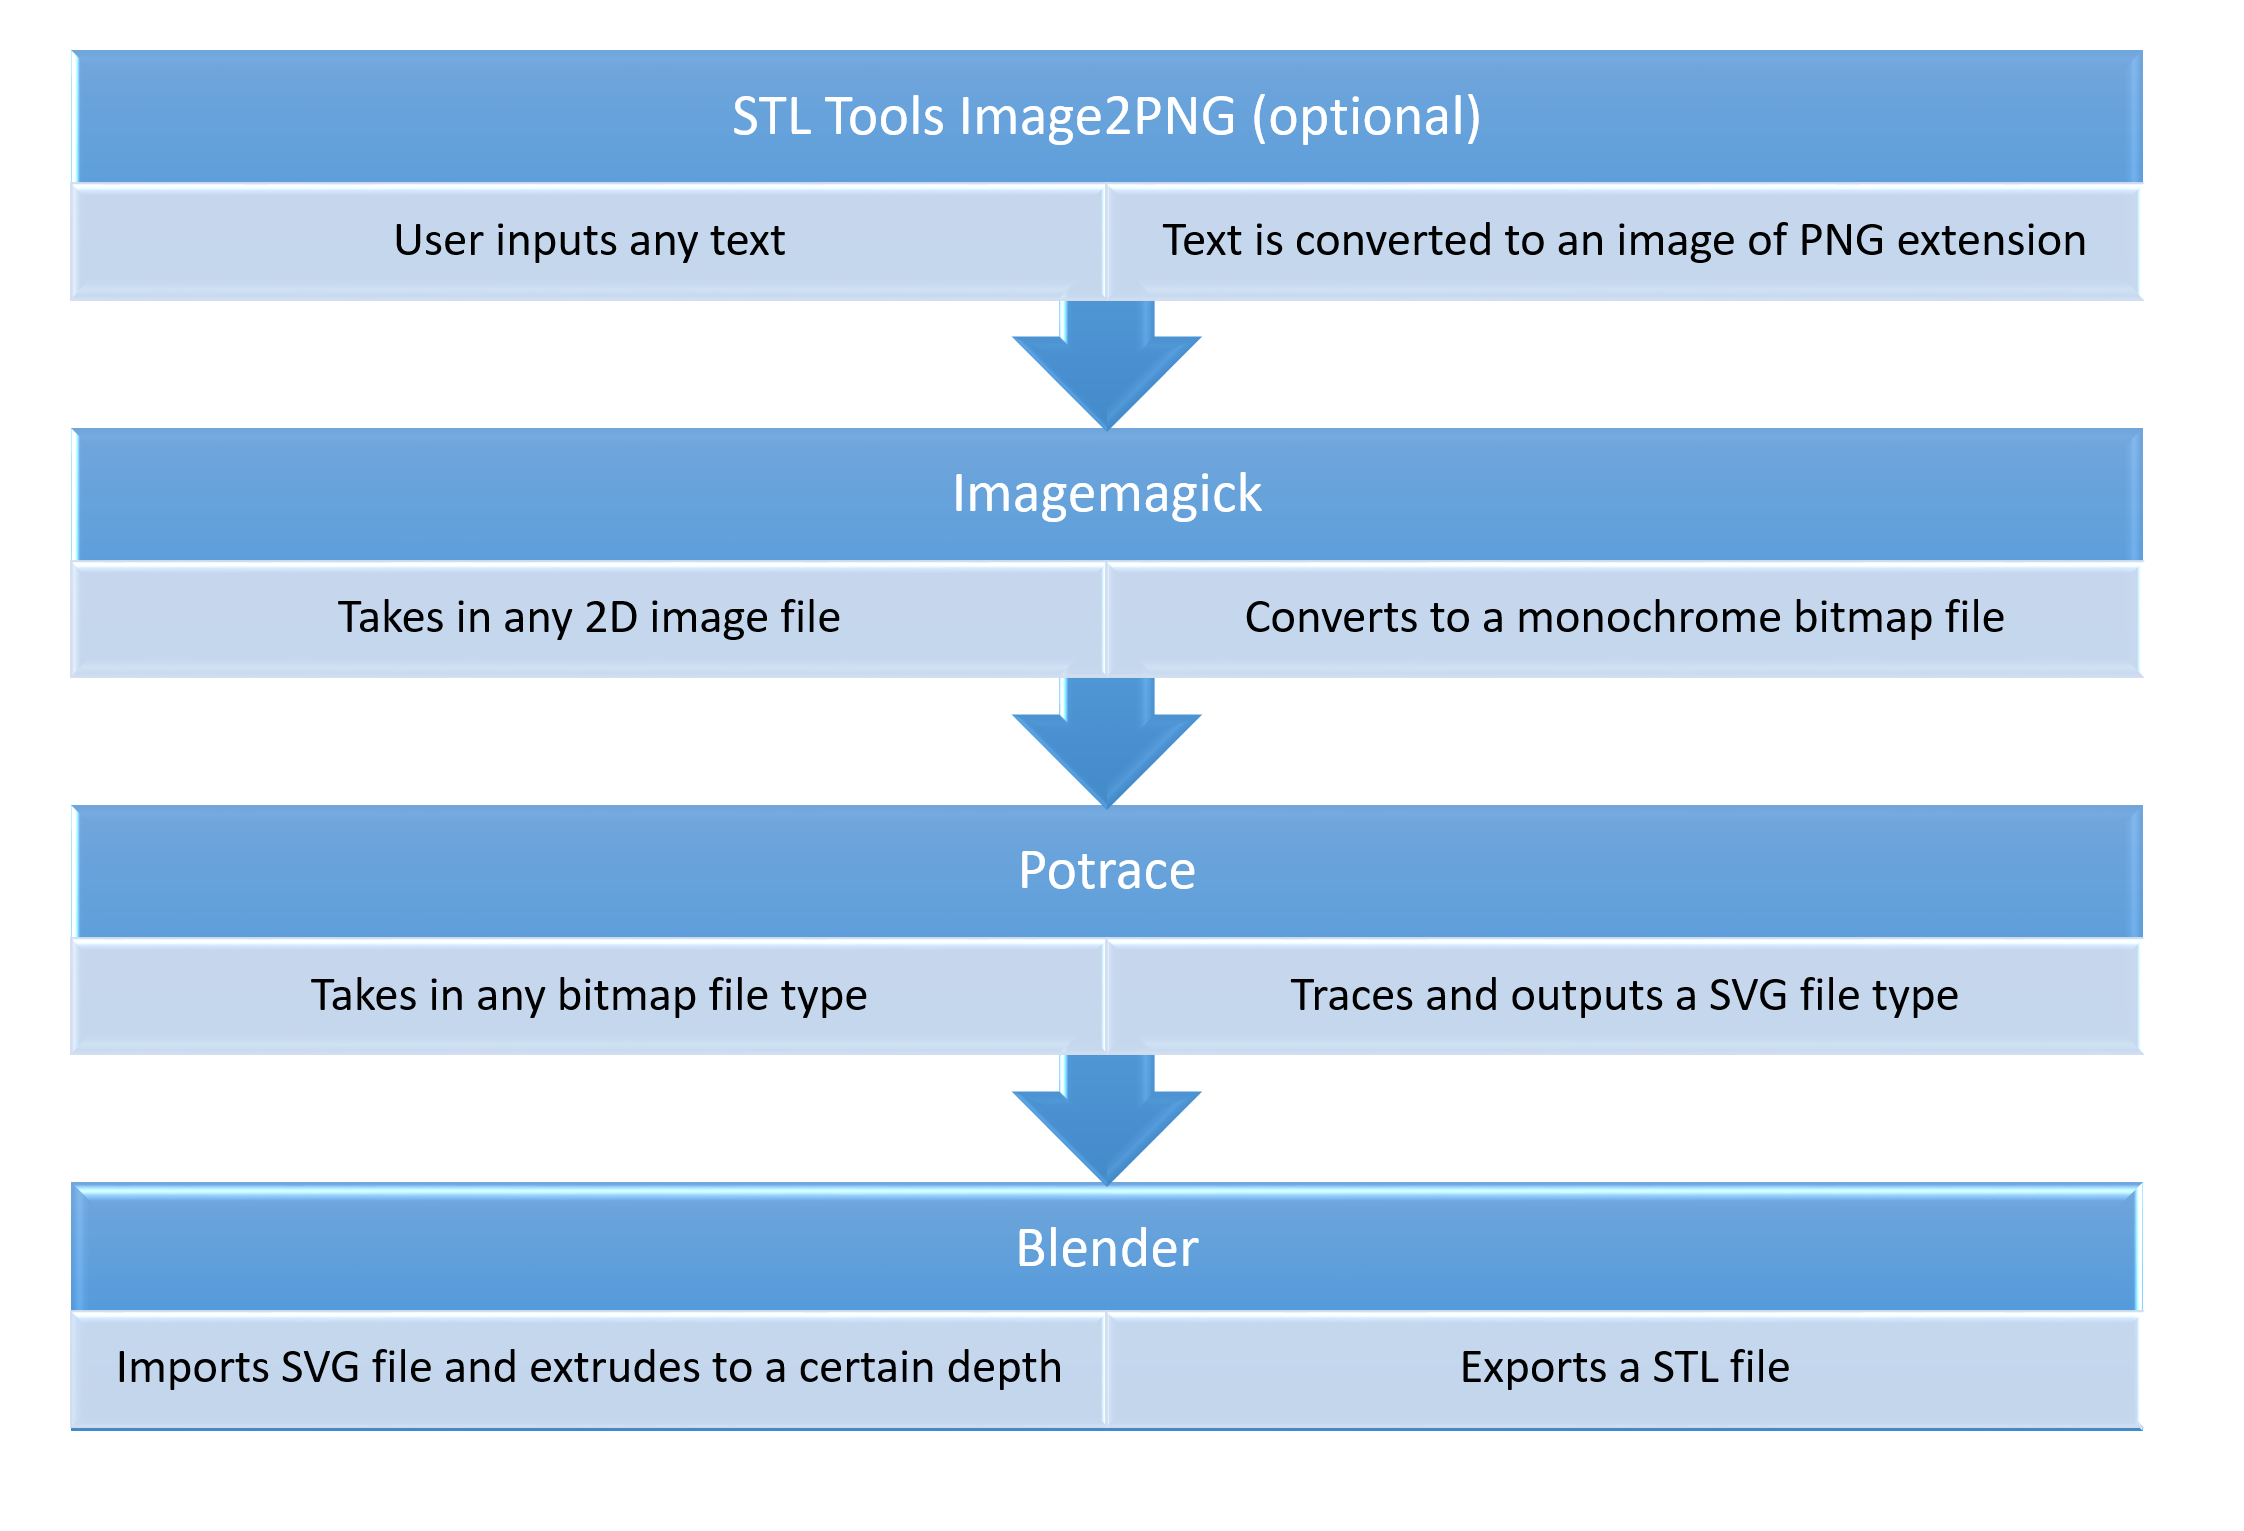 STL Tools Image2PNG (optional)
User inputs any text
Text is converted to an image of PNG extension
Imagemagick
Takes in any 2D image file
Converts to a monochrome bitmap file
Potrace
Takes in any bitmap file type
Traces and outputs a SVG file type
Blender
Imports SVG file and extrudes to a certain depth
Exports a STL file